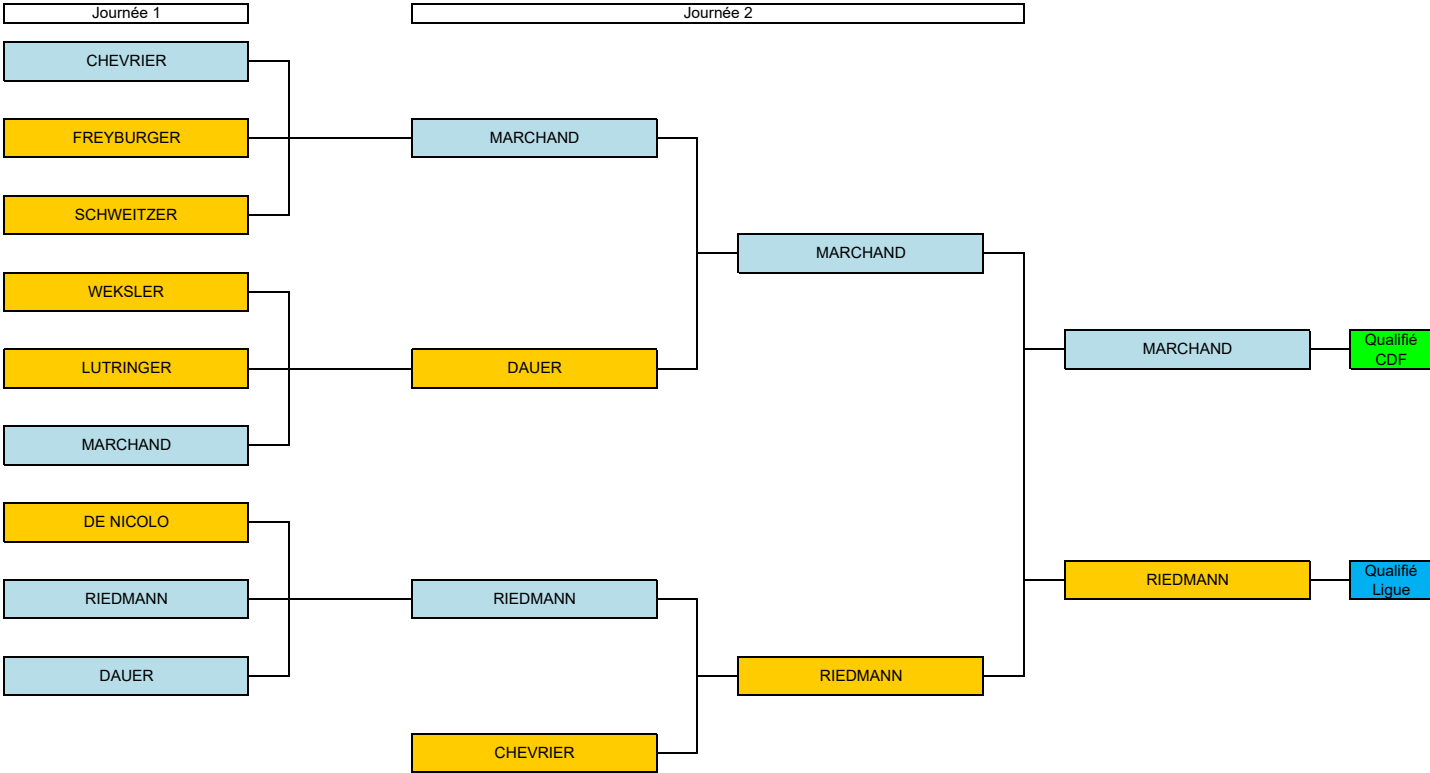 Journée 1
Journée 2
CHEVRIER
FREYBURGER
MARCHAND
SCHWEITZER
MARCHAND
WEKSLER
LUTRINGER
DAUER
MARCHAND
Qualifié
CDF
MARCHAND
DE NICOLO
RIEDMANN
RIEDMANN
RIEDMANN
Qualifié
Ligue
DAUER
RIEDMANN
CHEVRIER